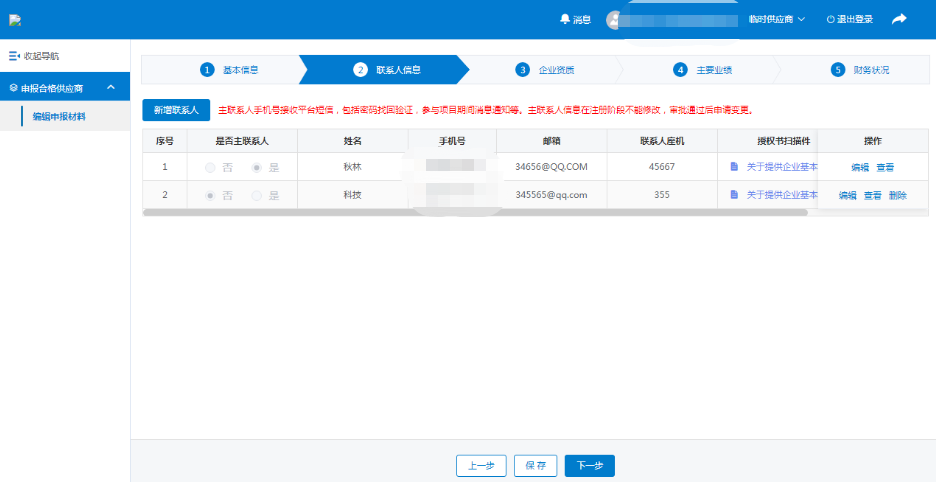 消息 临时供应商 退出登录
收起导航
申报合格供应商
编辑申报材料
1 基本信息 2 联系人信息 3 企业资质 4 主要业绩 5 财务状况
新增联系人 主联系人手机号接收平台短信，包括密码找回验证，参与项目期间消息通知等。主联系人信息在注册阶段不能修改，审批通过后申请变更。
序号 是否主联系人 姓名 手机号 邮箱 联系人座机 授权书扫描件 操作
1 否 是 秋林 34656@QQ.COM 45667 关于提供企业基本 编辑 查看
2 否 是 科技 345565@qq.com 355 关于提供企业基本 编辑 查看 删除
上一步 保存 下一步